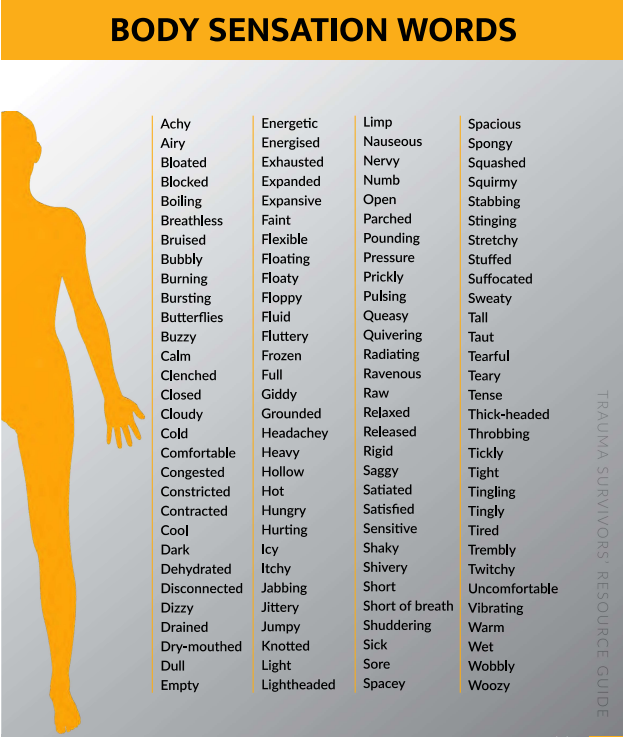 BODY SENSATION WORDS
Achy
Airy
Bloated
Blocked
Boiling
Breathless
Bruised
Bubbly
Burning
Bursting
Butterflies
Buzzy
Calm
Clenched
Closed
Cloudy
Cold
Comfortable
Congested
Constricted
Contracted
Cool
Dark
Dehydrated
Disconnected
Dizzy
Drained
Dry-mouthed
Dull
Empty
Energetic
Energised
Exhausted
Expanded
Expansive
Faint
Flexible
Floating
Floaty
Floppy
Fluid
Fluttery
Frozen
Full
Giddy
Grounded
Headachey
Heavy
Hollow
Hot
Hungry
Hurting
Icy
Itchy
Jabbing
Jittery
Jumpy
Knotted
Light
Lightheaded
Limp
Nauseous
Nervy
Numb
Open
Parched
Pounding
Pressure
Prickly
Pulsing
Queasy
Quivering
Radiating
Ravenous
Raw
Relaxed
Released
Rigid
Saggy
Satiated
Satisfied
Sensitive
Shaky
Shivery
Short
Short of breath
Shuddering
Sick
Sore
Spacey
Spacious
Spongy
Squashed
Squirmy
Stabbing
Stinging
Stretchy
Stuffed
Suffocated
Sweaty
Tall
Taut
Tearful
Teary
Tense
Thick-headed
Throbbing
Tickly
Tight
Tingling
Tingly
Tired
Trembly
Twitchy
Uncomfortable
Vibrating
Warm
Wet
Wobbly
Woozy
TRAUMA SURVIVORS' RESOURCE GUIDE